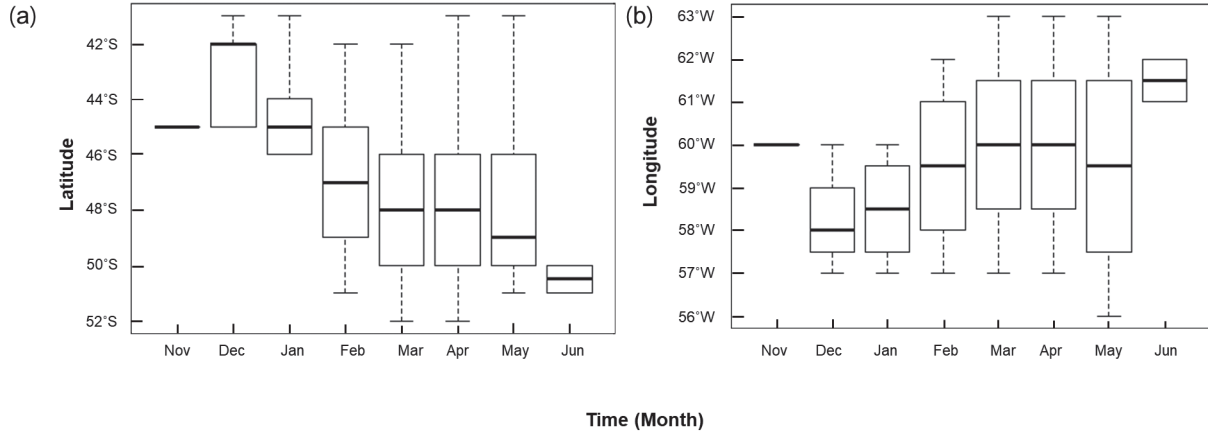 (a)
Latitude
42°S
44°S
46°S
48°S
50°S
52°S
Nov Dec Jan Feb Mar Apr May Jun
(b)
Longitude
63°W
62°W
61°W
60°W
59°W
58°W
57°W
56°W
Nov Dec Jan Feb Mar Apr May Jun
Time (Month)